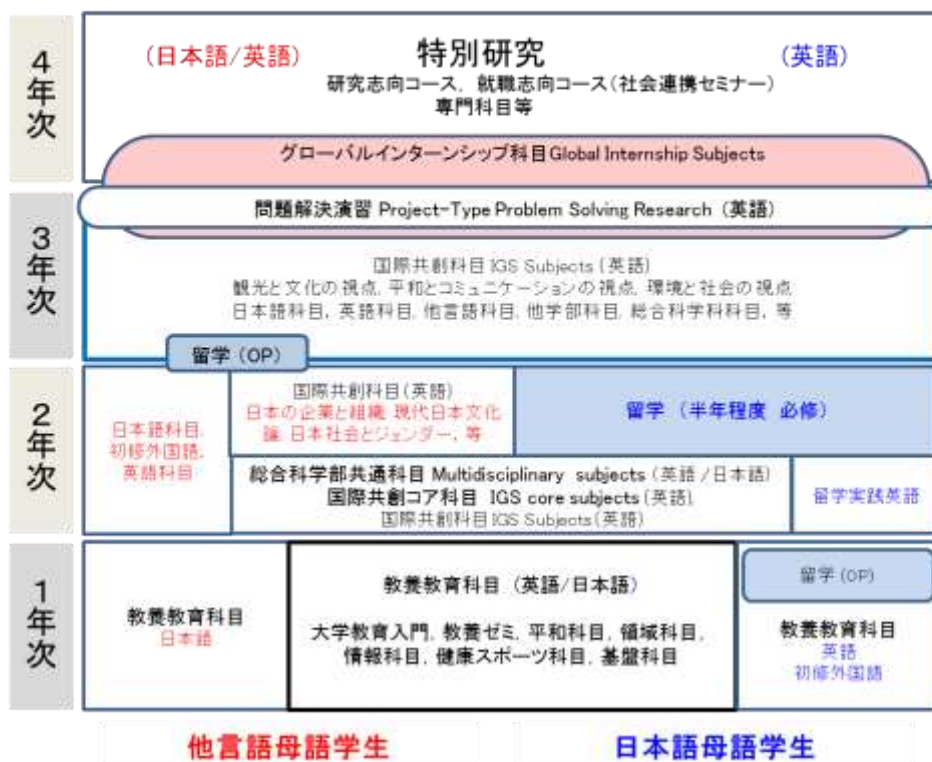 4年次
(日本語/英語)
特別研究
(英語)
研究志向コース, 就職志向コース(社会連携セミナー)
専門科目等
グローバルインターンシップ科目Global Internship Subjects
3年次
問題解決演習 Project-Type Problem Solving Research (英語)
国際共創科目 IGS Subjects (英語)
観光と文化の視点, 平和とコミュニケーションの視点, 環境と社会の視点
日本語科目, 英語科目, 他言語科目, 他学部科目, 総合科学科科目, 等
留学 (OP)
2年次
日本語科目,
初修外国語,
英語科目
国際共創科目(英語)
日本の企業と組織 現代日本文化
論, 日本社会とジェンダー, 等
留学 (半年程度 必修)
総合科学部共通科目 Multidisciplinary subjects (英語/日本語)
国際共創コア科目 IGS core subjects (英語),
国際共創科目 IGS Subjects (英語)
留学実践英語
1年次
教養教育科目
日本語
教養教育科目 (英語/日本語)
大学教育入門, 教養ゼミ, 平和科目, 領域科目,
情報科目, 健康スポーツ科目, 基盤科目
留学 (OP)
教養教育科目
英語
初修外国語
他言語母語学生
日本語母語学生